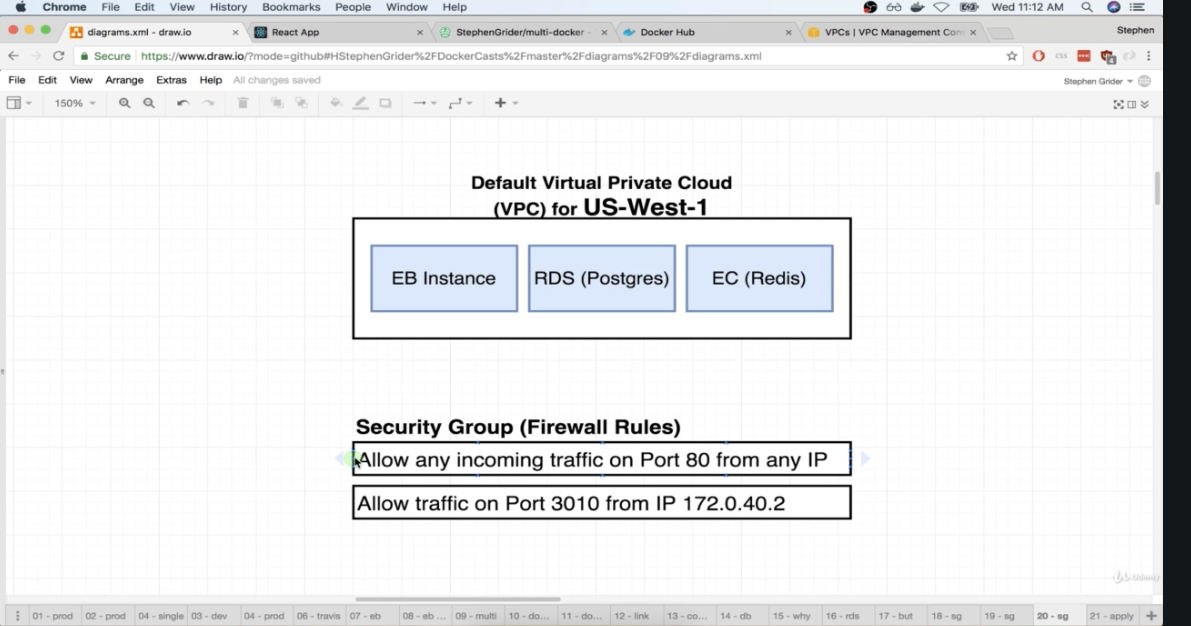 Chrome File Edit View History Bookmarks People Window Help Wed 11:12 AM
diagrams.xml - draw.io React App StephenGrider/multi-docker - Docker Hub VPCs | VPC Management Con Stephen
Secure https://www.draw.io/?mode=github#HStephenGrider%2FDockerCasts%2Fmaster%2Fdiagrams%2F09%2Fdiagrams.xml
File Edit View Arrange Extras Help All changes saved Stephen Grider
150%
Default Virtual Private Cloud
(VPC) for US-West-1
EB Instance RDS (Postgres) EC (Redis)
Security Group (Firewall Rules)
Allow any incoming traffic on Port 80 from any IP
Allow traffic on Port 3010 from IP 172.0.40.2
Udemy
01 - prod 02 - prod 04 - single 03 - dev 04 - prod 06 - travis 07 - eb 08 - eb ... 09 - multi 10 - do... 11 - do... 12 - link 13 - co... 14 - db 15 - why 16 - rds 17 - but 18 - sg 19 - sg 20 - sg 21 - apply